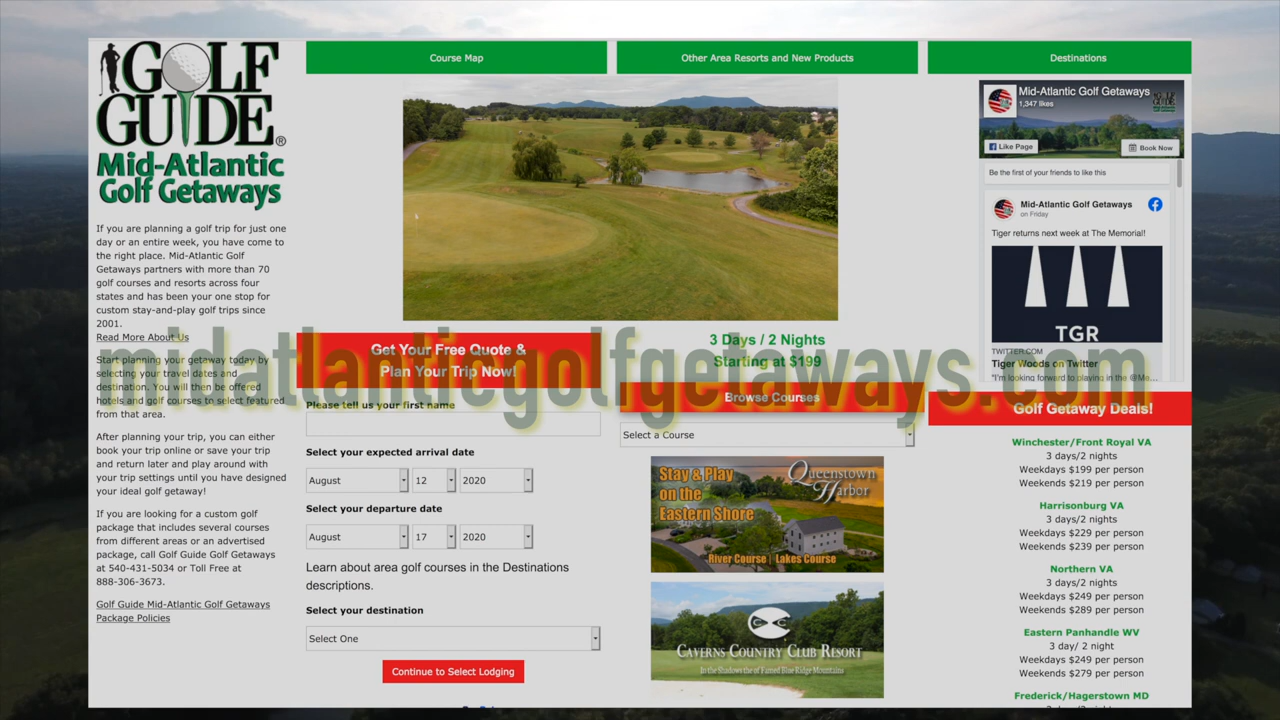 GOLF
GUIDE®
Mid-Atlantic
Golf Getaways
If you are planning a golf trip for just one
day or an entire week, you have come to
the right place. Mid-Atlantic Golf
Getaways partners with more than 70
golf courses and resorts across four
states and has been your one stop for
custom stay-and-play golf trips since
2001.
Read More About Us
Start planning your getaway today by
selecting your travel dates and
destination. You will then be offered
hotels and golf courses to select featured
from that area.
After planning your trip, you can either
book your trip online or save your trip
and return later and play around with
your trip settings until you have designed
your ideal golf getaway!
If you are looking for a custom golf
package that includes several courses
from different areas or an advertised
package, call Golf Guide Golf Getaways
at 540-431-5034 or Toll Free at
888-306-3673.
Golf Guide Mid-Atlantic Golf Getaways
Package Policies
Course Map
Other Area Resorts and New Products
Destinations
midatlanticgolfgetaways.com
Get Your Free Quote &
Plan Your Trip Now!
Please tell us your first name
Select your expected arrival date
August 12 2020
Select your departure date
August 17 2020
Learn about area golf courses in the Destinations
descriptions.
Select your destination
Select One
Continue to Select Lodging
3 Days / 2 Nights
Starting at $199
Browse Courses
Select a Course
Stay & Play
on the
Eastern Shore
Queenstown
Harbor
River Course | Lakes Course
CAVERNS COUNTRY CLUB RESORT
In the Shadows of Famed Blue Ridge Mountains
Mid-Atlantic Golf Getaways
1,347 likes
GUIDE
Like Page
Book Now
Be the first of your friends to like this
Mid-Atlantic Golf Getaways
on Friday
Tiger returns next week at The Memorial!
TGR
TWITTER.COM
Tiger Woods on Twitter
"I'm looking forward to playing in the @Me...
Golf Getaway Deals!
Winchester/Front Royal VA
3 days/2 nights
Weekdays $199 per person
Weekends $219 per person
Harrisonburg VA
3 days/2 nights
Weekdays $229 per person
Weekends $239 per person
Northern VA
3 days/2 nights
Weekdays $249 per person
Weekends $289 per person
Eastern Panhandle WV
3 day/ 2 night
Weekdays $249 per person
Weekends $279 per person
Frederick/Hagerstown MD